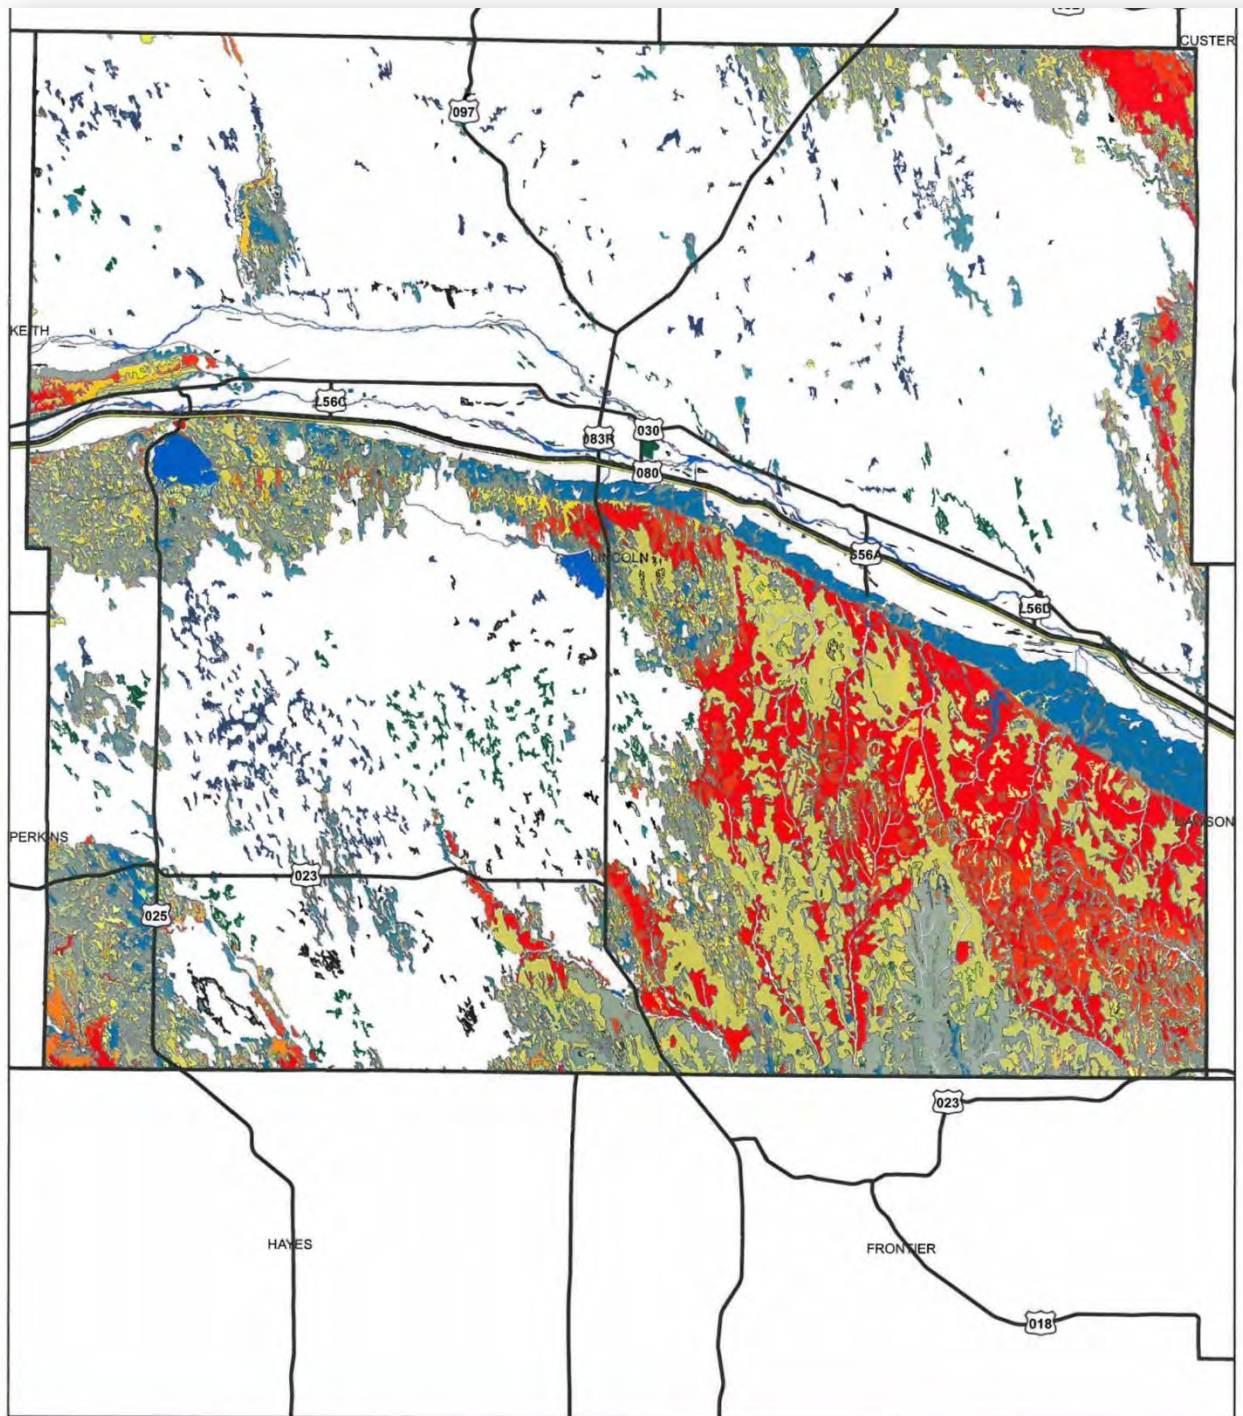 CUSTER
097
KEITH
L56C
030
083R
080
LINCOLN
S56A
L56D
PERKINS
DAWSON
023
025
023
HAYES
FRONTIER
018